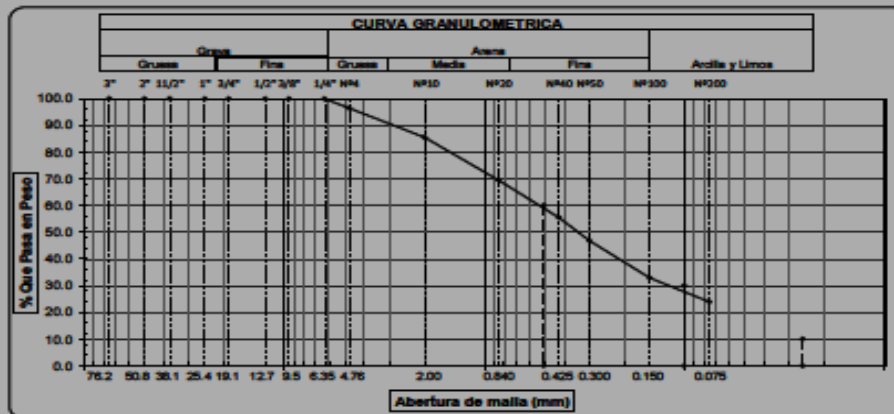 CURVA GRANULOMETRICA
Grava Arena
Gruesa Fina Gruesa Media Fina Arcilla y Limos
3" 2" 11/2" 1" 3/4" 1/2" 3/8" 1/4" Nº4 Nº10 Nº20 Nº40 Nº50 Nº100 Nº200
100.0
90.0
80.0
70.0
60.0
50.0
40.0
30.0
20.0
10.0
0.0
% Que Pasa en Peso
76.2 50.8 38.1 25.4 19.1 12.7 9.5 6.35 4.76 2.00 0.840 0.425 0.300 0.150 0.075
Abertura de malla (mm)